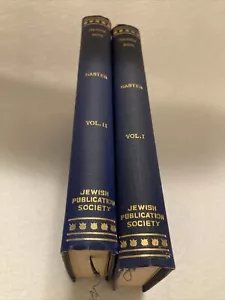 GASTER
VOL. II
JEWISH
PUBLICATION
SOCIETY
GASTER
VOL. I
JEWISH
PUBLICATION
SOCIETY